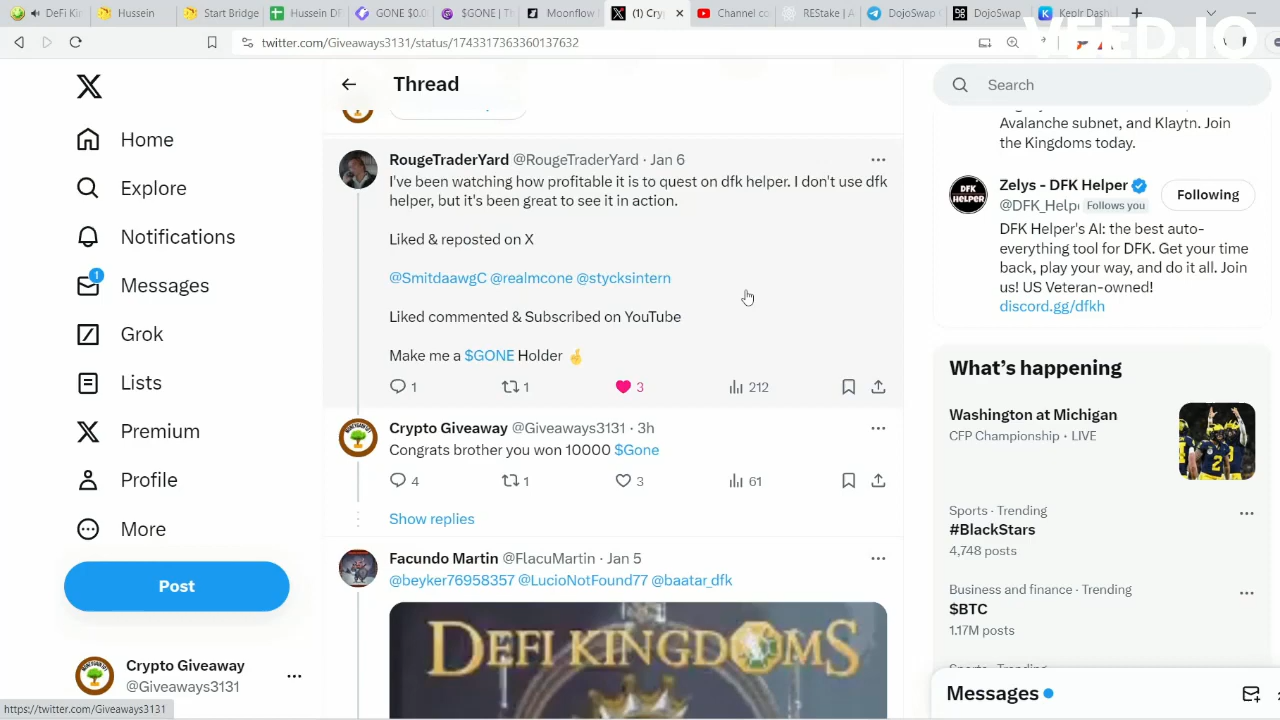 DeFi Kin
Hussein
Start Bridge
Hussein DF
GONE $0.0
$GONE | Th
Moonflow
(1) Cry
Channel co
REStake | A
DojoSwap
DojoSwap
Keplr Dash
twitter.com/Giveaways3131/status/1743317363360137632
VEED.IO
Home
Explore
Notifications
1
Messages
Grok
Lists
Premium
Profile
More
Post
Crypto Giveaway
@Giveaways3131
https://twitter.com/Giveaways3131
Thread
RougeTraderYard @RougeTraderYard · Jan 6
I've been watching how profitable it is to quest on dfk helper. I don't use dfk
helper, but it's been great to see it in action.
Liked & reposted on X
@SmitdaawgC @realmcone @stycksintern
Liked commented & Subscribed on YouTube
Make me a $GONE Holder 🤞
1 1 3 212
Crypto Giveaway @Giveaways3131 · 3h
Congrats brother you won 10000 $Gone
4 1 3 61
Show replies
Facundo Martin @FlacuMartin · Jan 5
@beyker76958357 @LucioNotFound77 @baatar_dfk
DEFI KINGDOMS
Search
Avalanche subnet, and Klaytn. Join
the Kingdoms today.
Zelys - DFK Helper
Following
@DFK_Help Follows you
DFK Helper's AI: the best auto-
everything tool for DFK. Get your time
back, play your way, and do it all. Join
us! US Veteran-owned!
discord.gg/dfkh
DFK
HELPER
What's happening
Washington at Michigan
CFP Championship · LIVE
Sports · Trending
#BlackStars
4,748 posts
Business and finance · Trending
$BTC
1.17M posts
Messages